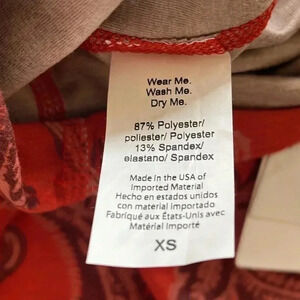 Wear Me.
Wash Me.
Dry Me.
87% Polyester/
poliester/ Polyester
13% Spandex/
elastano/ Spandex
Made in the USA of
Imported Material
Hecho en estados unidos
con material importado
Fabriqué aux États-Unis avec
Matérial Importé
XS